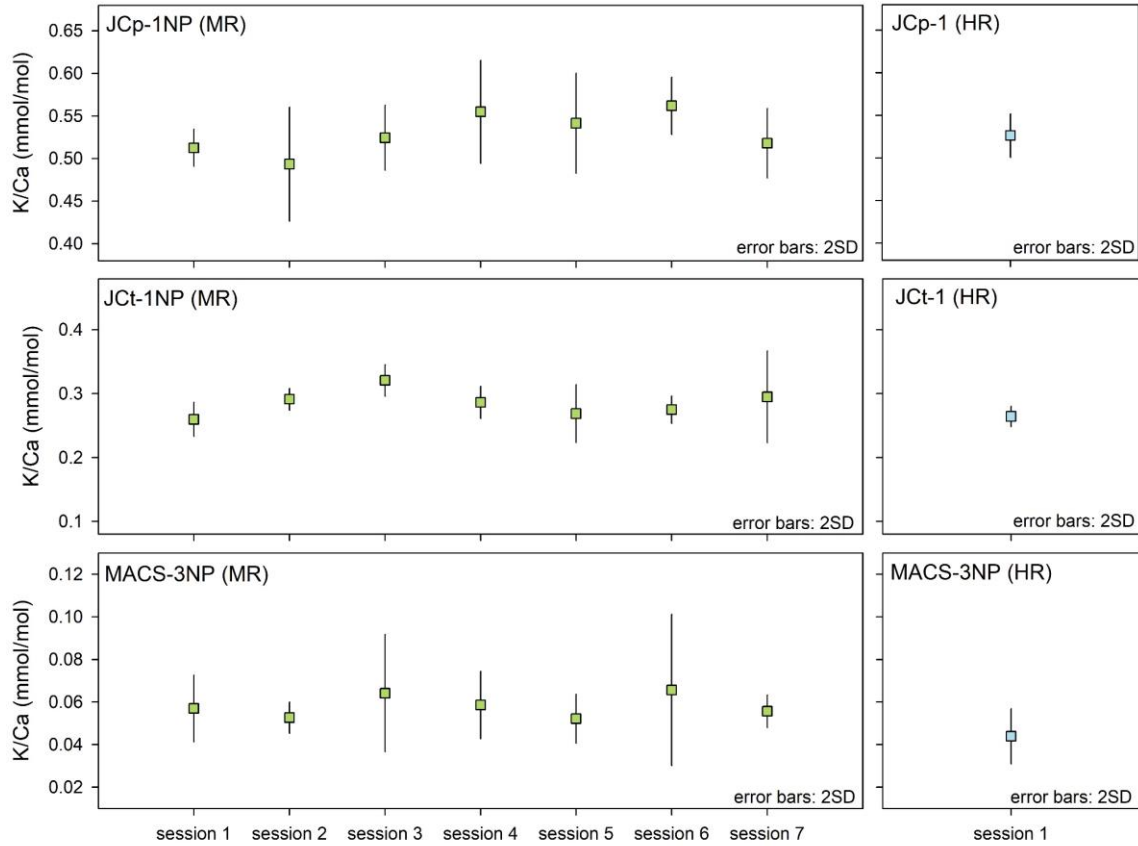 JCp-1NP (MR)
K/Ca (mmol/mol)
0.65
0.60
0.55
0.50
0.45
0.40
error bars: 2SD
JCp-1 (HR)
error bars: 2SD
JCt-1NP (MR)
K/Ca (mmol/mol)
0.4
0.3
0.2
0.1
error bars: 2SD
JCt-1 (HR)
error bars: 2SD
MACS-3NP (MR)
K/Ca (mmol/mol)
0.12
0.10
0.08
0.06
0.04
0.02
error bars: 2SD
MACS-3NP (HR)
error bars: 2SD
session 1 session 2 session 3 session 4 session 5 session 6 session 7 session 1